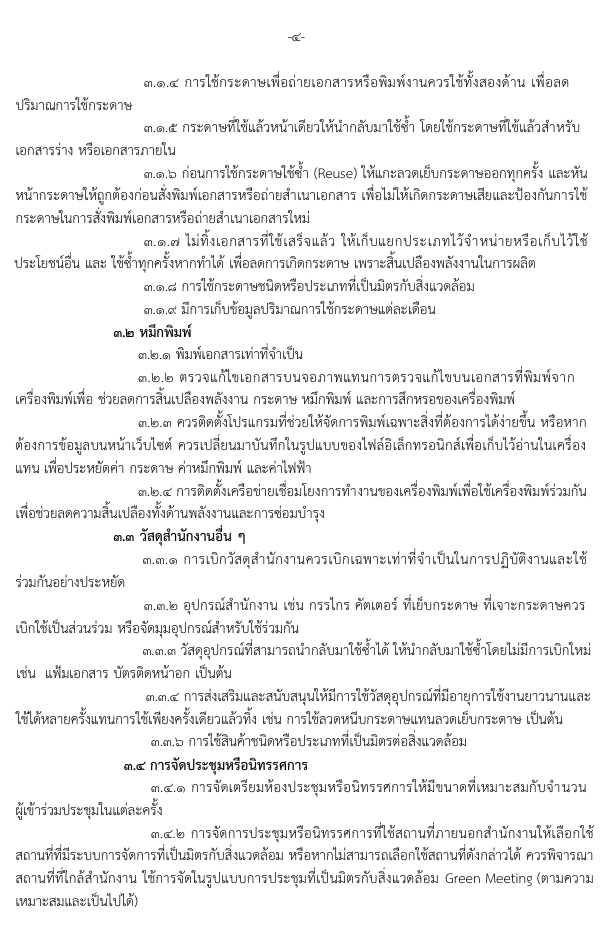 -๔-
๓.๑.๔ การใช้กระดาษเพื่อถ่ายเอกสารหรือพิมพ์งานควรใช้ทั้งสองด้าน เพื่อลด
ปริมาณการใช้กระดาษ
๓.๑.๕ กระดาษที่ใช้แล้วหน้าเดียวให้นำกลับมาใช้ซ้ำ โดยใช้กระดาษที่ใช้แล้วสำหรับ
เอกสารร่าง หรือเอกสารภายใน
๓.๑.๖ ก่อนการใช้กระดาษใช้ซ้ำ (Reuse) ให้แกะลวดเย็บกระดาษออกทุกครั้ง และหัน
หน้ากระดาษให้ถูกต้องก่อนสั่งพิมพ์เอกสารหรือถ่ายสำเนาเอกสาร เพื่อไม่ให้เกิดกระดาษเสียและป้องกันการใช้
กระดาษในการสั่งพิมพ์เอกสารหรือถ่ายสำเนาเอกสารใหม่
๓.๑.๗ ไม่ทิ้งเอกสารที่ใช้เสร็จแล้ว ให้เก็บแยกประเภทไว้จำหน่ายหรือเก็บไว้ใช้
ประโยชน์อื่น และ ใช้ซ้ำทุกครั้งหากทำได้ เพื่อลดการเกิดกระดาษ เพราะสิ้นเปลืองพลังงานในการผลิต
๓.๑.๘ การใช้กระดาษชนิดหรือประเภทที่เป็นมิตรกับสิ่งแวดล้อม
๓.๑.๙ มีการเก็บข้อมูลปริมาณการใช้กระดาษแต่ละเดือน
๓.๒ หมึกพิมพ์
๓.๒.๑ พิมพ์เอกสารเท่าที่จำเป็น
๓.๒.๒ ตรวจแก้ไขเอกสารบนจอภาพแทนการตรวจแก้ไขบนเอกสารที่พิมพ์จาก
เครื่องพิมพ์เพื่อ ช่วยลดการสิ้นเปลืองพลังงาน กระดาษ หมึกพิมพ์ และการสึกหรอของเครื่องพิมพ์
๓.๒.๓ ควรติดตั้งโปรแกรมที่ช่วยให้จัดการพิมพ์เฉพาะสิ่งที่ต้องการได้ง่ายขึ้น หรือหาก
ต้องการข้อมูลบนหน้าเว็บไซต์ ควรเปลี่ยนมาบันทึกในรูปแบบของไฟล์อิเล็กทรอนิกส์เพื่อเก็บไว้อ่านในเครื่อง
แทน เพื่อประหยัดค่า กระดาษ ค่าหมึกพิมพ์ และค่าไฟฟ้า
๓.๒.๔ การติดตั้งเครือข่ายเชื่อมโยงการทำงานของเครื่องพิมพ์เพื่อใช้เครื่องพิมพ์ร่วมกัน
เพื่อช่วยลดความสิ้นเปลืองทั้งด้านพลังงานและการซ่อมบำรุง
๓.๓ วัสดุสำนักงานอื่น ๆ
๓.๓.๑ การเบิกวัสดุสำนักงานควรเบิกเฉพาะเท่าที่จำเป็นในการปฏิบัติงานและใช้
ร่วมกันอย่างประหยัด
๓.๓.๒ อุปกรณ์สำนักงาน เช่น กรรไกร คัตเตอร์ ที่เย็บกระดาษ ที่เจาะกระดาษควร
เบิกใช้เป็นส่วนร่วม หรือจัดมุมอุปกรณ์สำหรับใช้ร่วมกัน
๓.๓.๓ วัสดุอุปกรณ์ที่สามารถนำกลับมาใช้ซ้ำได้ ให้นำกลับมาใช้ซ้ำโดยไม่มีการเบิกใหม่
เช่น แฟ้มเอกสาร บัตรติดหน้าอก เป็นต้น
๓.๓.๔ การส่งเสริมและสนับสนุนให้มีการใช้วัสดุอุปกรณ์ที่มีอายุการใช้งานยาวนานและ
ใช้ได้หลายครั้งแทนการใช้เพียงครั้งเดียวแล้วทิ้ง เช่น การใช้ลวดหนีบกระดาษแทนลวดเย็บกระดาษ เป็นต้น
๓.๓.๖ การใช้สินค้าชนิดหรือประเภทที่เป็นมิตรต่อสิ่งแวดล้อม
๓.๔ การจัดประชุมหรือนิทรรศการ
๓.๔.๑ การจัดเตรียมห้องประชุมหรือนิทรรศการให้มีขนาดที่เหมาะสมกับจำนวน
ผู้เข้าร่วมประชุมในแต่ละครั้ง
๓.๔.๒ การจัดการประชุมหรือนิทรรศการที่ใช้สถานที่ภายนอกสำนักงานให้เลือกใช้
สถานที่ที่มีระบบการจัดการที่เป็นมิตรกับสิ่งแวดล้อม หรือหากไม่สามารถเลือกใช้สถานที่ดังกล่าวได้ ควรพิจารณา
สถานที่ที่ใกล้สำนักงาน ใช้การจัดในรูปแบบการประชุมที่เป็นมิตรกับสิ่งแวดล้อม Green Meeting (ตามความ
เหมาะสมและเป็นไปได้)